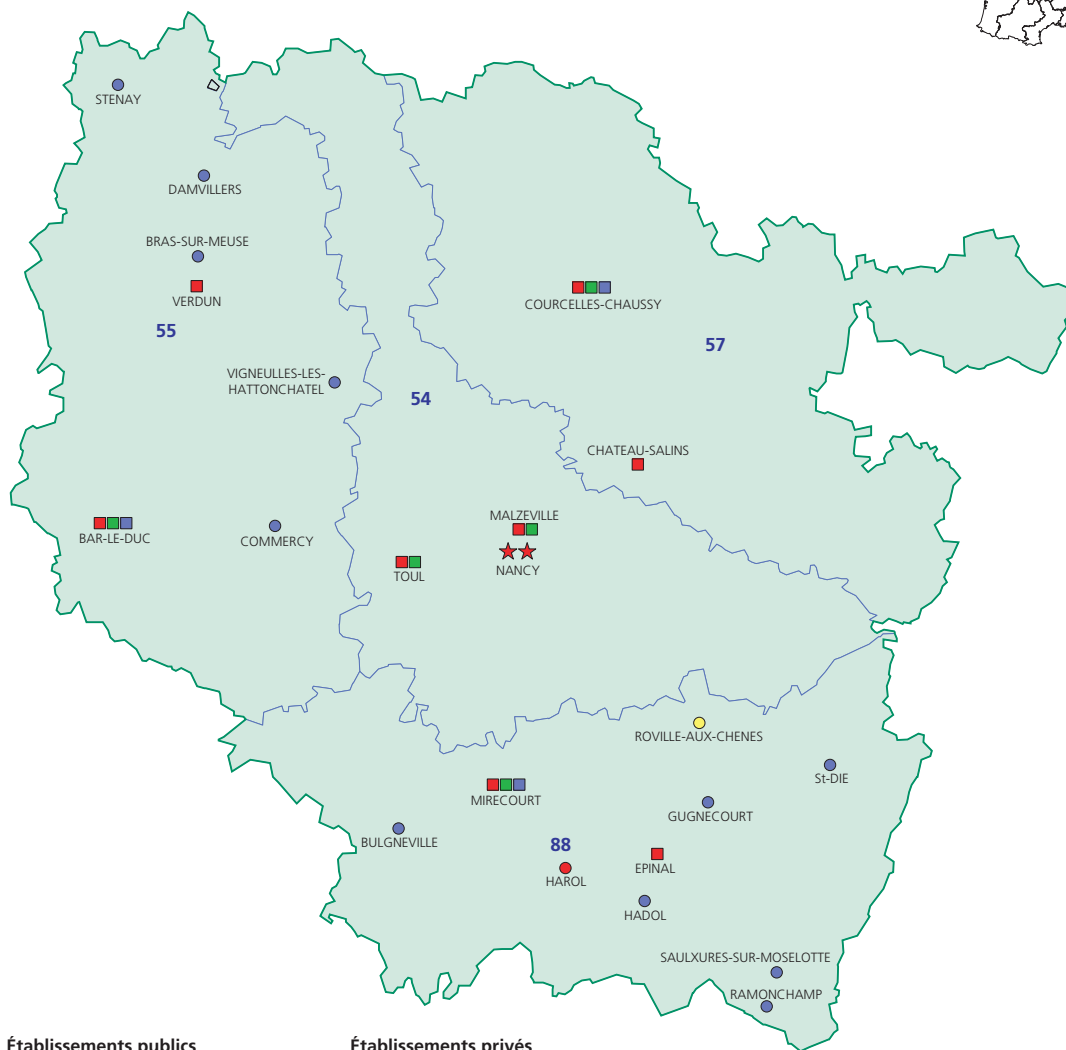 STENAY
DAMVILLERS
BRAS-SUR-MEUSE
VERDUN
COURCELLES-CHAUSSY
55
57
VIGNEULLES-LES-
HATTONCHATEL
54
CHATEAU-SALINS
MALZEVILLE
BAR-LE-DUC
COMMERCY
NANCY
TOUL
ROVILLE-AUX-CHENES
St-DIE
MIRECOURT
GUGNECOURT
BULGNEVILLE
88
EPINAL
HAROL
HADOL
SAULXURES-SUR-MOSELOTTE
RAMONCHAMP
Établissements publics
Établissements privés